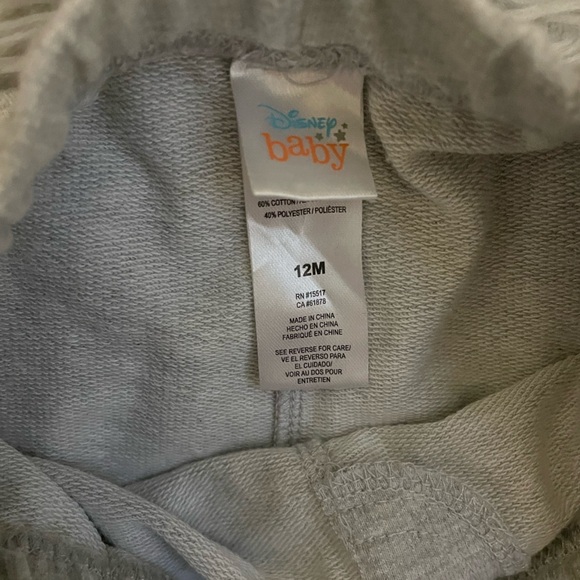 Disney
baby
60% COTTON/
40% POLYESTER / POLIÉSTER
12M
RN #15517
CA #61878
MADE IN CHINA
HECHO EN CHINA
FABRIQUÉ EN CHINE
SEE REVERSE FOR CARE/
VE EL REVERSO PARA
EL CUIDADO/
VOIR AU DOS POUR
ENTRETIEN